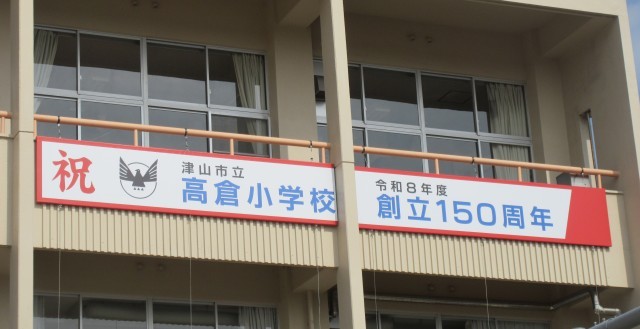 祝
津山市立
高倉小学校
令和8年度
創立150周年